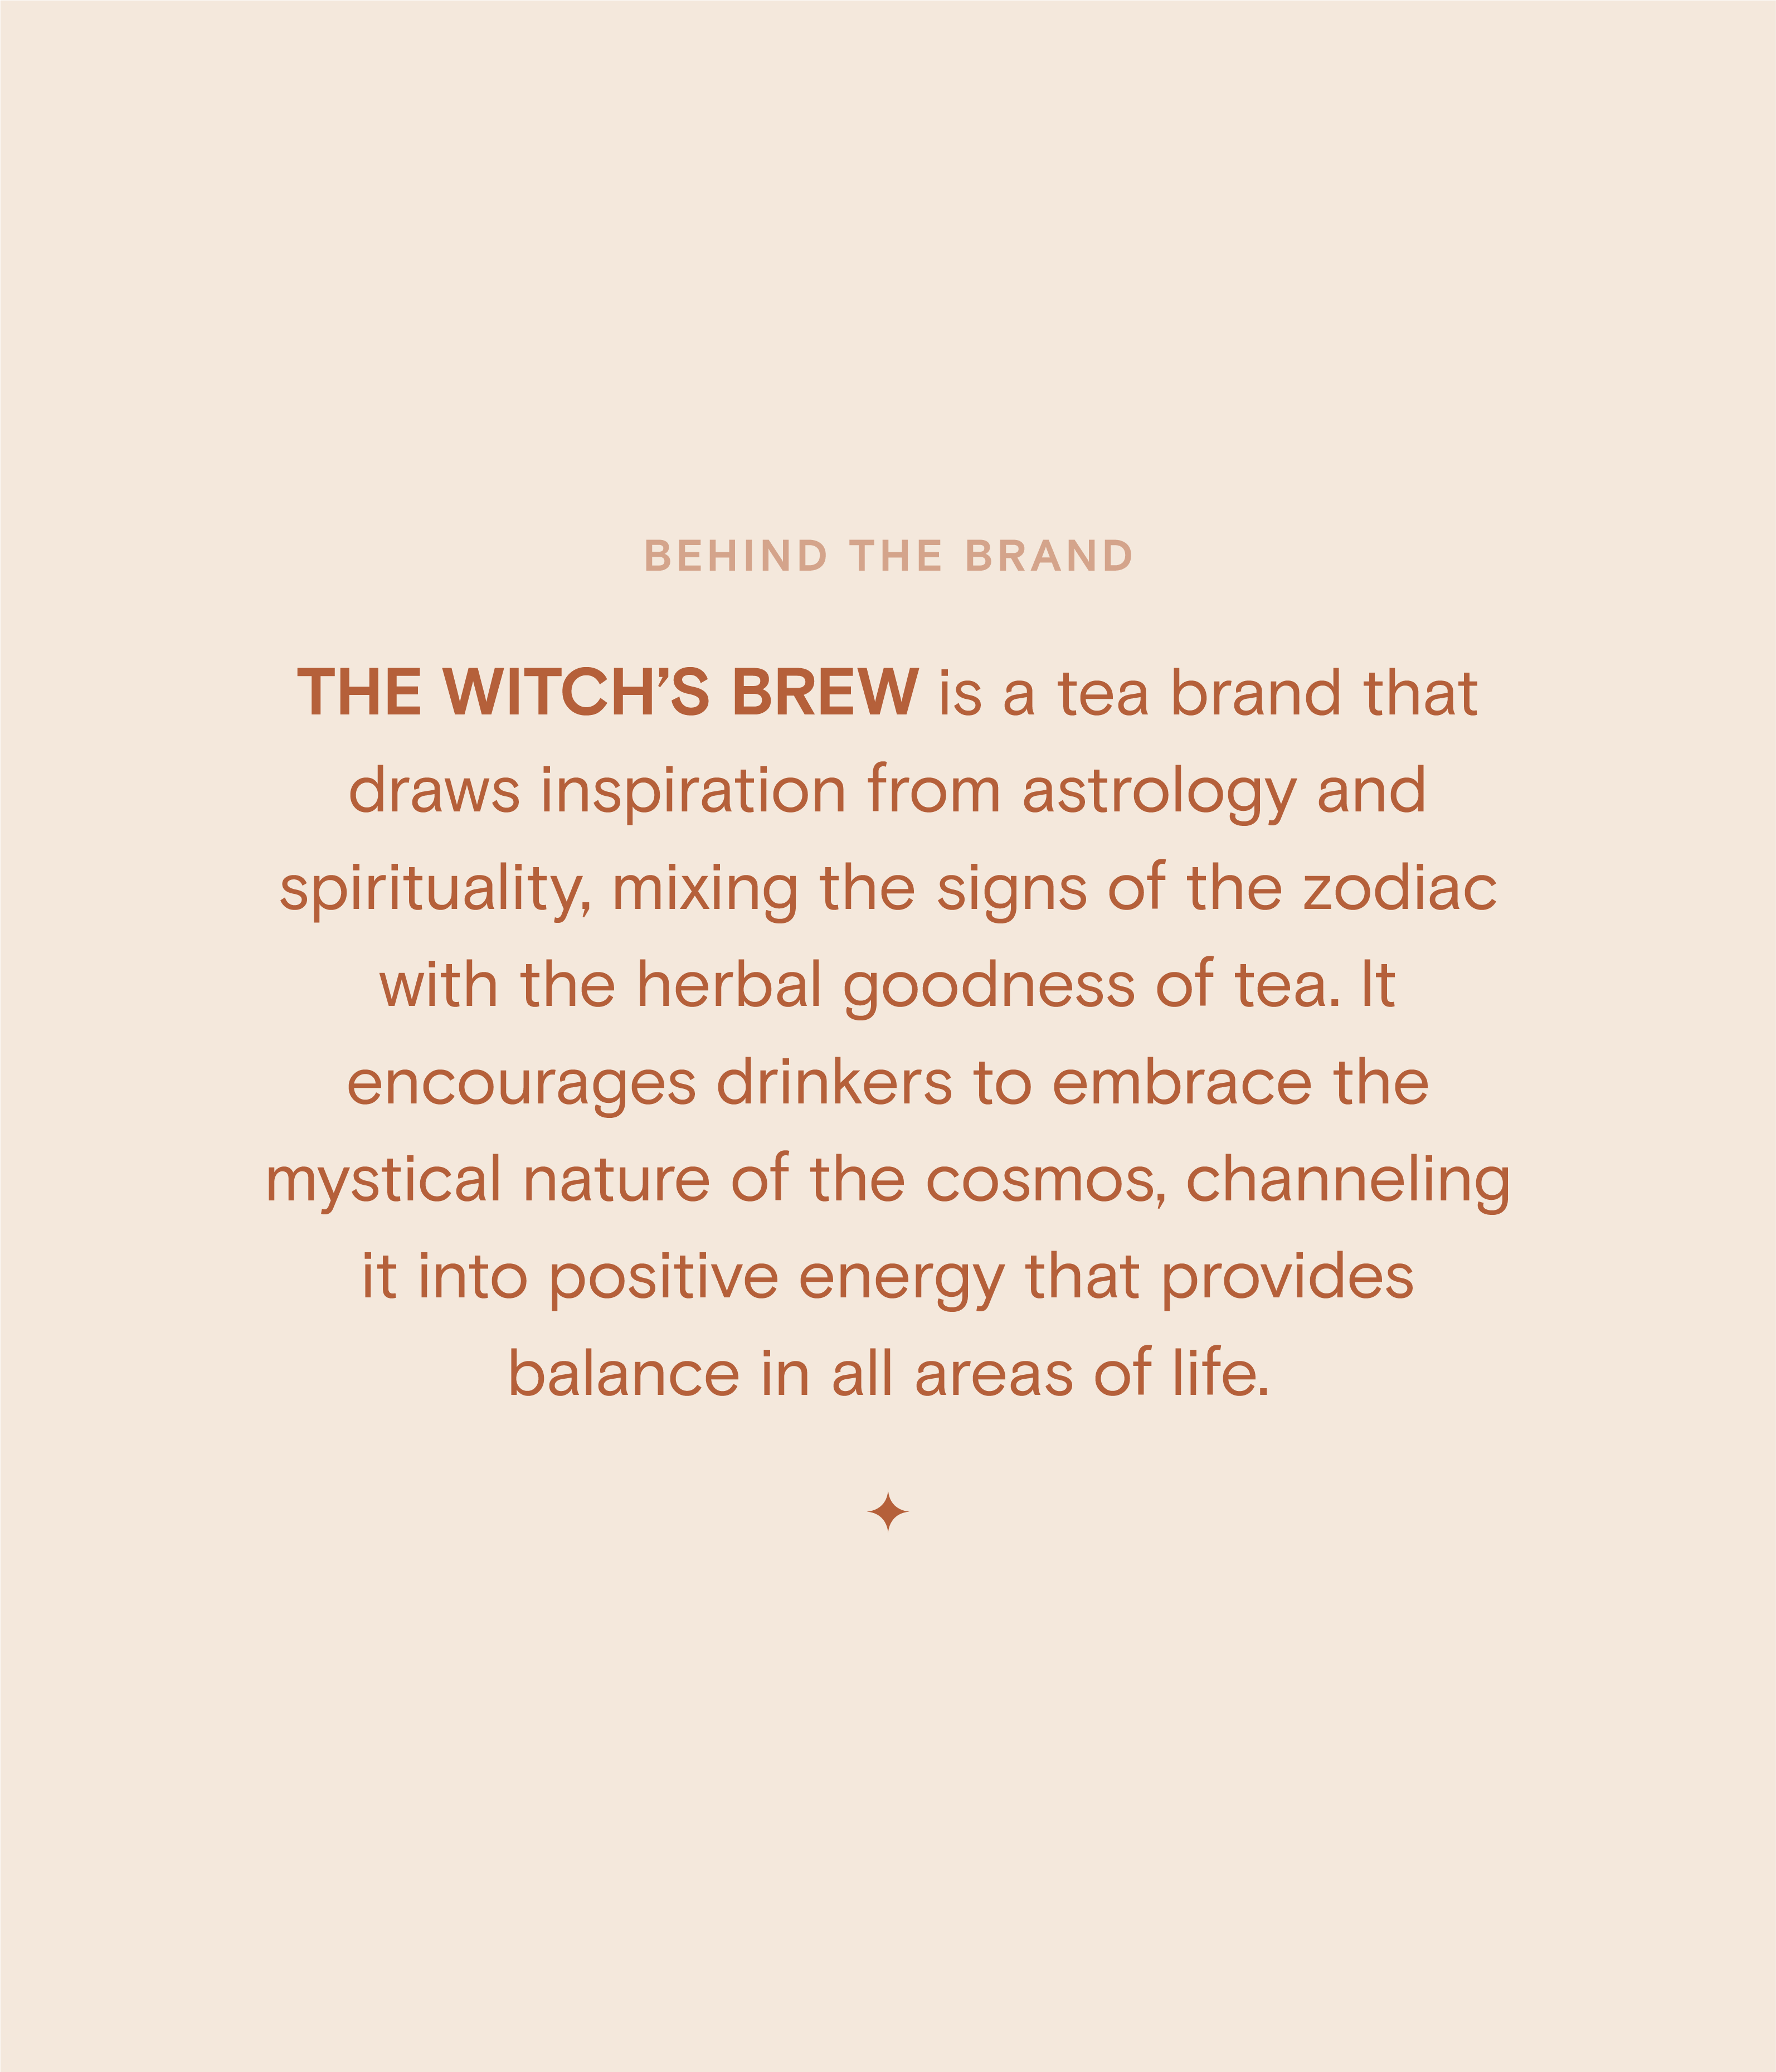 BEHIND THE BRAND
THE WITCH’S BREW is a tea brand that
draws inspiration from astrology and
spirituality, mixing the signs of the zodiac
with the herbal goodness of tea. It
encourages drinkers to embrace the
mystical nature of the cosmos, channeling
it into positive energy that provides
balance in all areas of life.